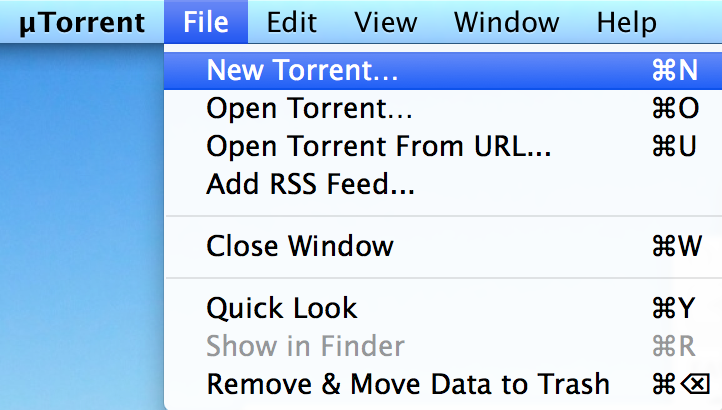 µTorrent File Edit View Window Help
New Torrent... ⌘N
Open Torrent... ⌘O
Open Torrent From URL... ⌘U
Add RSS Feed...
Close Window ⌘W
Quick Look ⌘Y
Show in Finder ⌘R
Remove & Move Data to Trash ⌘⌫